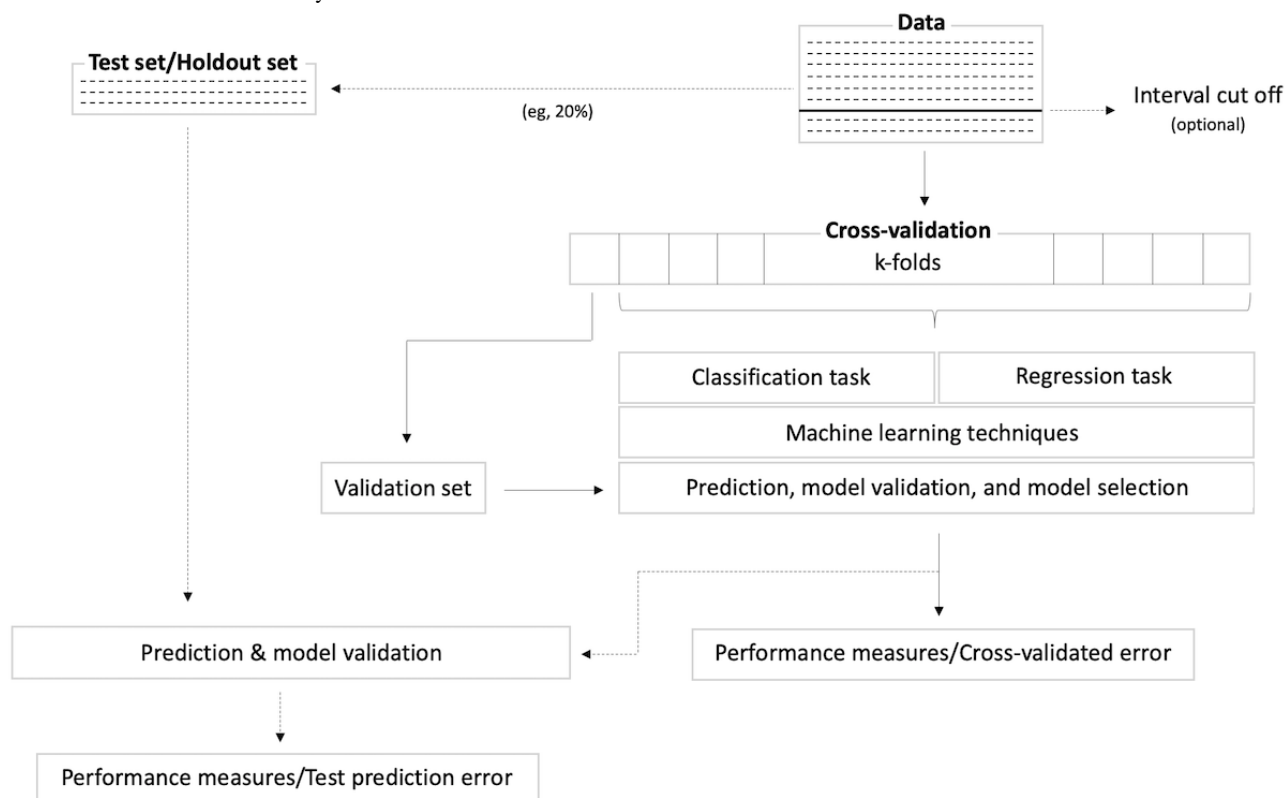 Data
Test set/Holdout set
(eg, 20%)
Interval cut off
(optional)
Cross-validation
k-folds
Classification task
Regression task
Machine learning techniques
Validation set
Prediction, model validation, and model selection
Prediction & model validation
Performance measures/Cross-validated error
Performance measures/Test prediction error